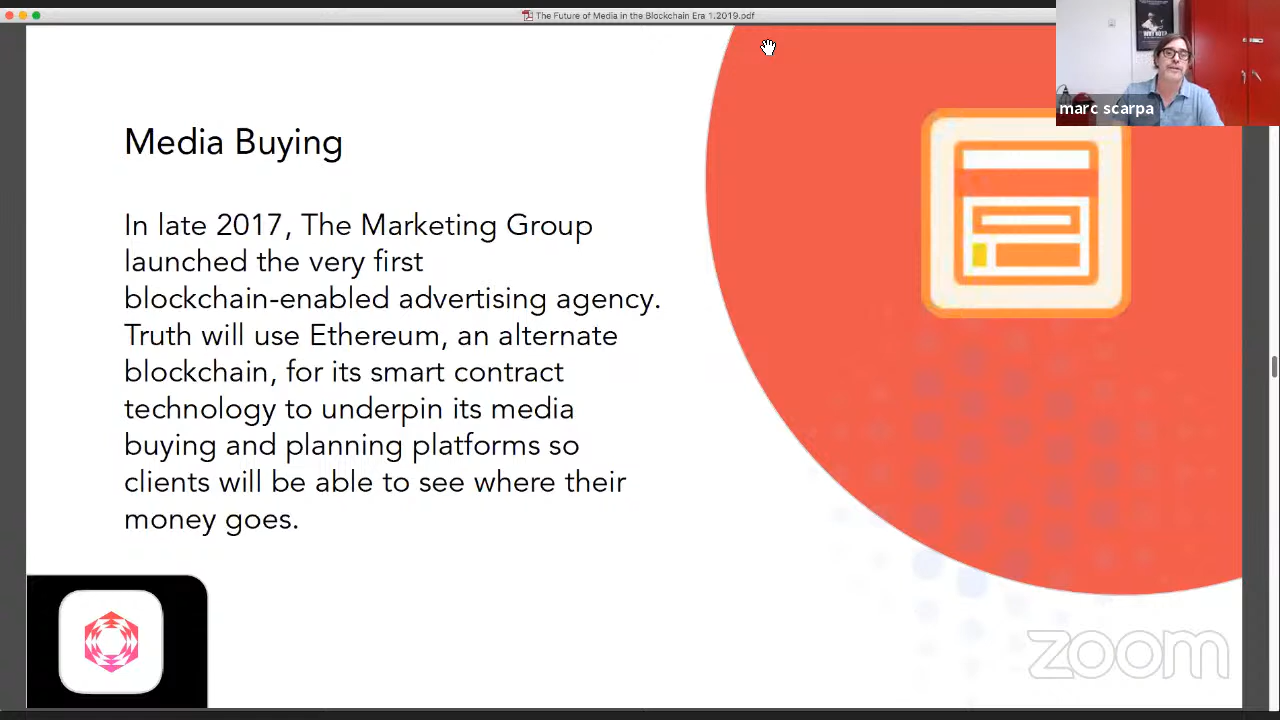 The Future of Media in the Blockchain Era 1.2019.pdf
marc scarpa
Media Buying
In late 2017, The Marketing Group
launched the very first
blockchain-enabled advertising agency.
Truth will use Ethereum, an alternate
blockchain, for its smart contract
technology to underpin its media
buying and planning platforms so
clients will be able to see where their
money goes.
zoom